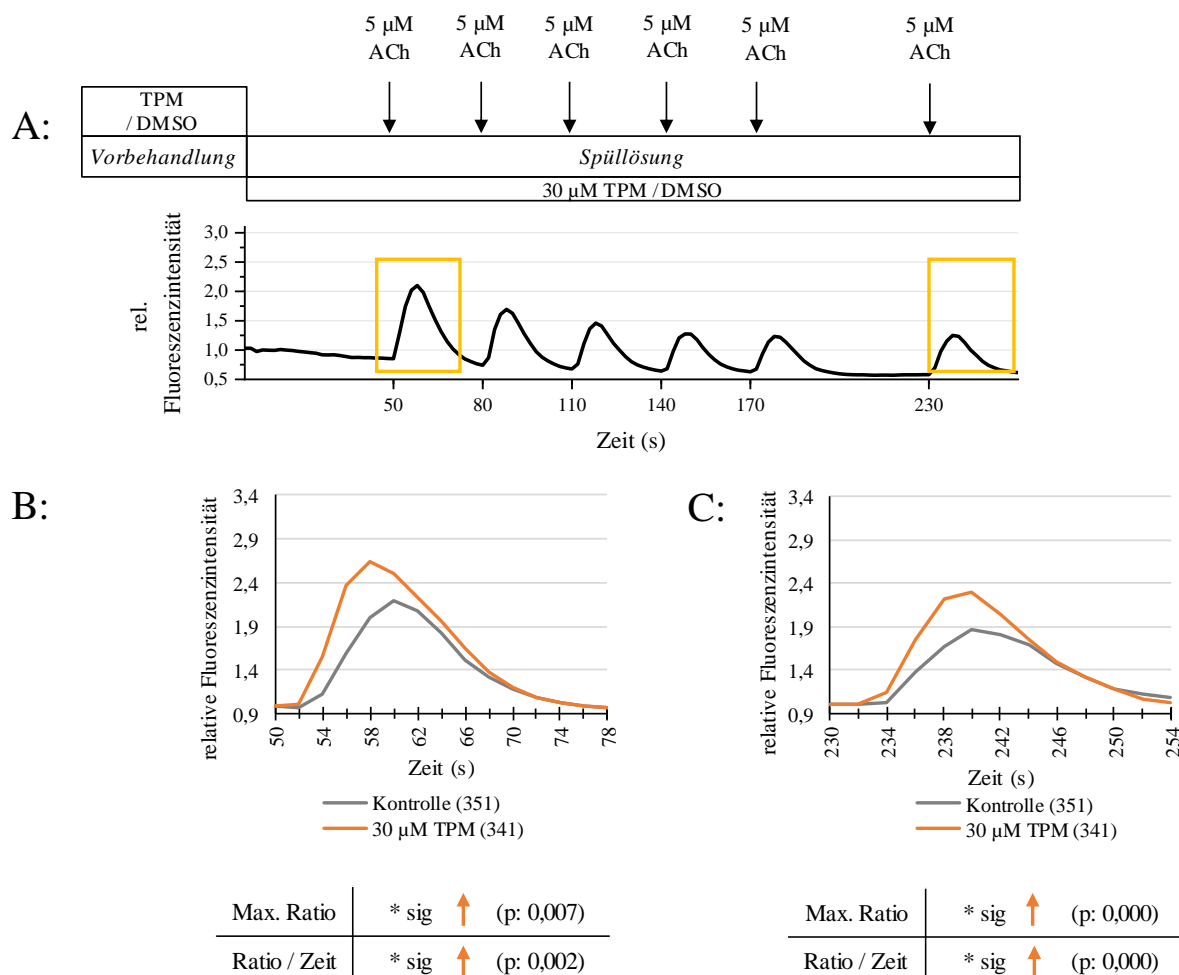 5 µM 5 µM 5 µM 5 µM 5 µM 5 µM
ACh ACh ACh ACh ACh ACh
A:
TPM
/ DMSO
Vorbehandlung
Spüllösung
30 µM TPM /DMSO
rel.
Fluoreszenzintensität
3,0
2,5
2,0
1,5
1,0
0,5
50 80 110 140 170 230
Zeit (s)
B:
relative Fluoreszenzintensität
3,4
2,9
2,4
1,9
1,4
0,9
50 54 58 62 66 70 74 78
Zeit (s)
Kontrolle (351)
30 µM TPM (341)
Max. Ratio * sig (p: 0,007)
Ratio / Zeit * sig (p: 0,002)
C:
relative Fluoreszenzintensität
3,4
2,9
2,4
1,9
1,4
0,9
230 234 238 242 246 250 254
Zeit (s)
Kontrolle (351)
30 µM TPM (341)
Max. Ratio * sig (p: 0,000)
Ratio / Zeit * sig (p: 0,000)